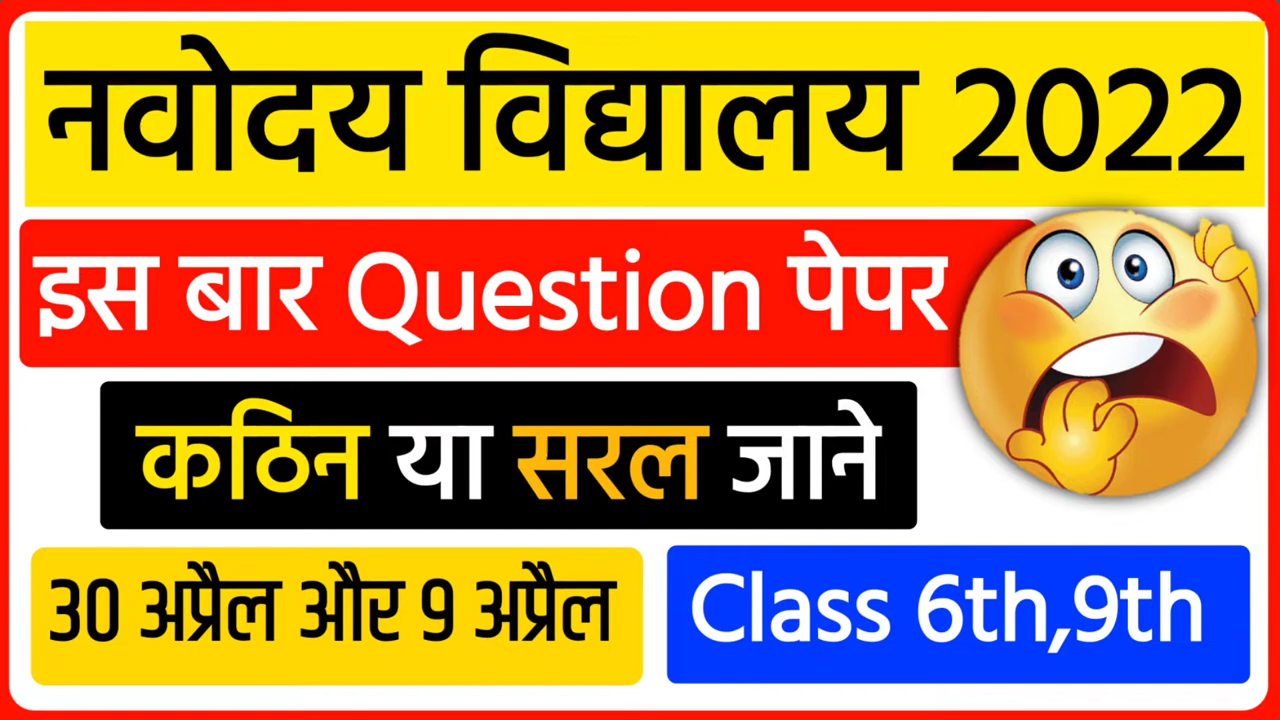 नवोदय विद्यालय 2022
इस बार Question पेपर
कठिन या सरल जाने
30 अप्रैल और 9 अप्रैल
Class 6th,9th